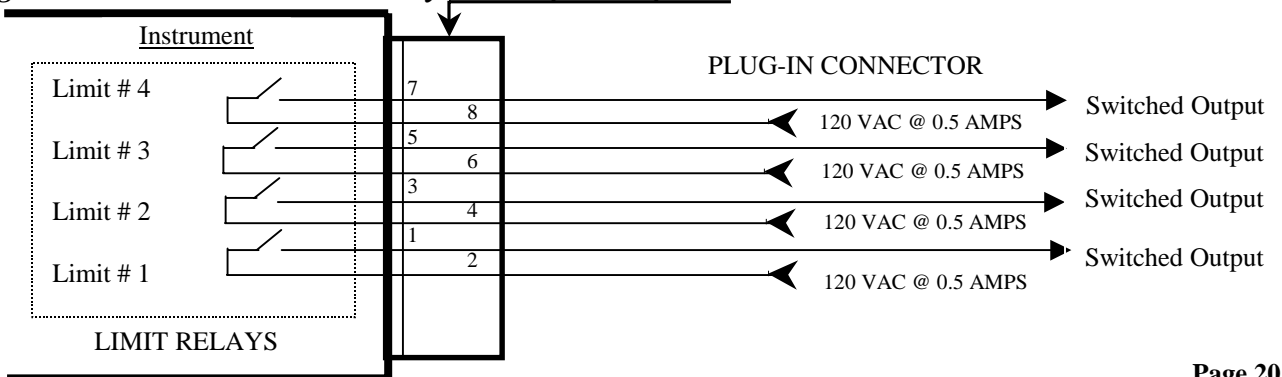 Instrument
PLUG-IN CONNECTOR
Limit # 4
7
Switched Output
8
120 VAC @ 0.5 AMPS
Limit # 3
5
Switched Output
6
120 VAC @ 0.5 AMPS
3
Switched Output
Limit # 2
4
120 VAC @ 0.5 AMPS
1
Switched Output
2
Limit # 1
120 VAC @ 0.5 AMPS
LIMIT RELAYS
Page 20